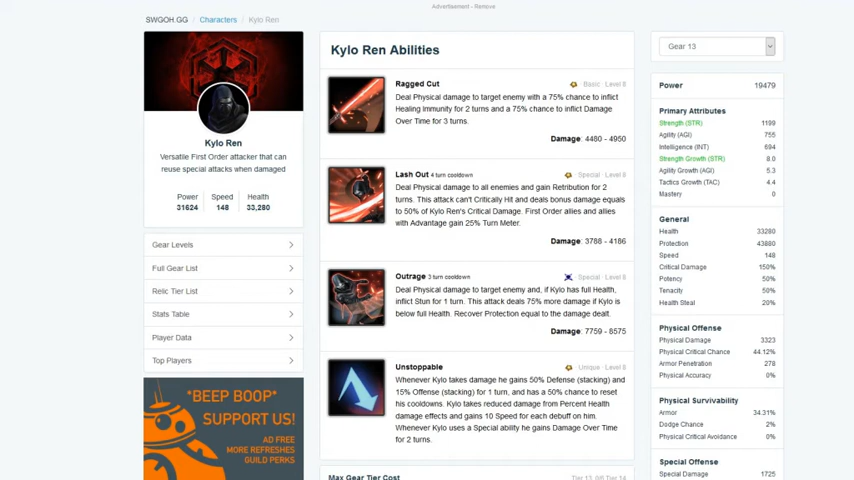 Advertisement - Remove
SWGOH.GG / Characters / Kylo Ren
Kylo Ren
Versatile First Order attacker that can
reuse special attacks when damaged
Power Speed Health
31624 148 33,280
Gear Levels
Full Gear List
Relic Tier List
Stats Table
Player Data
Top Players
*BEEP BOOP*
SUPPORT US!
AD FREE
MORE REFRESHES
GUILD PERKS
Kylo Ren Abilities
Ragged Cut Basic · Level 8
Deal Physical damage to target enemy with a 75% chance to inflict
Healing Immunity for 2 turns and a 75% chance to inflict Damage
Over Time for 3 turns.
Damage: 4480 - 4950
Lash Out 4 turn cooldown · Special · Level 8
Deal Physical damage to all enemies and gain Retribution for 2
turns. This attack can't Critically Hit and deals bonus damage equals
to 50% of Kylo Ren's Critical Damage. First Order allies and allies
with Advantage gain 25% Turn Meter.
Damage: 3788 - 4186
Outrage 3 turn cooldown · Special · Level 8
Deal Physical damage to target enemy and, if Kylo has full Health,
inflict Stun for 1 turn. This attack deals 75% more damage if Kylo is
below full Health. Recover Protection equal to the damage dealt.
Damage: 7759 - 8575
Unstoppable · Unique · Level 8
Whenever Kylo takes damage he gains 50% Defense (stacking) and
15% Offense (stacking) for 1 turn, and has a 50% chance to reset
his cooldowns. Kylo takes reduced damage from Percent Health
damage effects and gains 10 Speed for each debuff on him.
Whenever Kylo uses a Special ability he gains Damage Over Time
for 2 turns.
Max Gear Tier Cost Tier 13, 0/6 Tier 14
Gear 13
Power 19479
Primary Attributes
Strength (STR) 1199
Agility (AGI) 755
Intelligence (INT) 694
Strength Growth (STR) 8.0
Agility Growth (AGI) 5.3
Tactics Growth (TAC) 4.4
Mastery 0
General
Health 33280
Protection 43880
Speed 148
Critical Damage 150%
Potency 50%
Tenacity 50%
Health Steal 20%
Physical Offense
Physical Damage 3323
Physical Critical Chance 44.12%
Armor Penetration 278
Physical Accuracy 0%
Physical Survivability
Armor 34.31%
Dodge Chance 2%
Physical Critical Avoidance 0%
Special Offense
Special Damage 1725